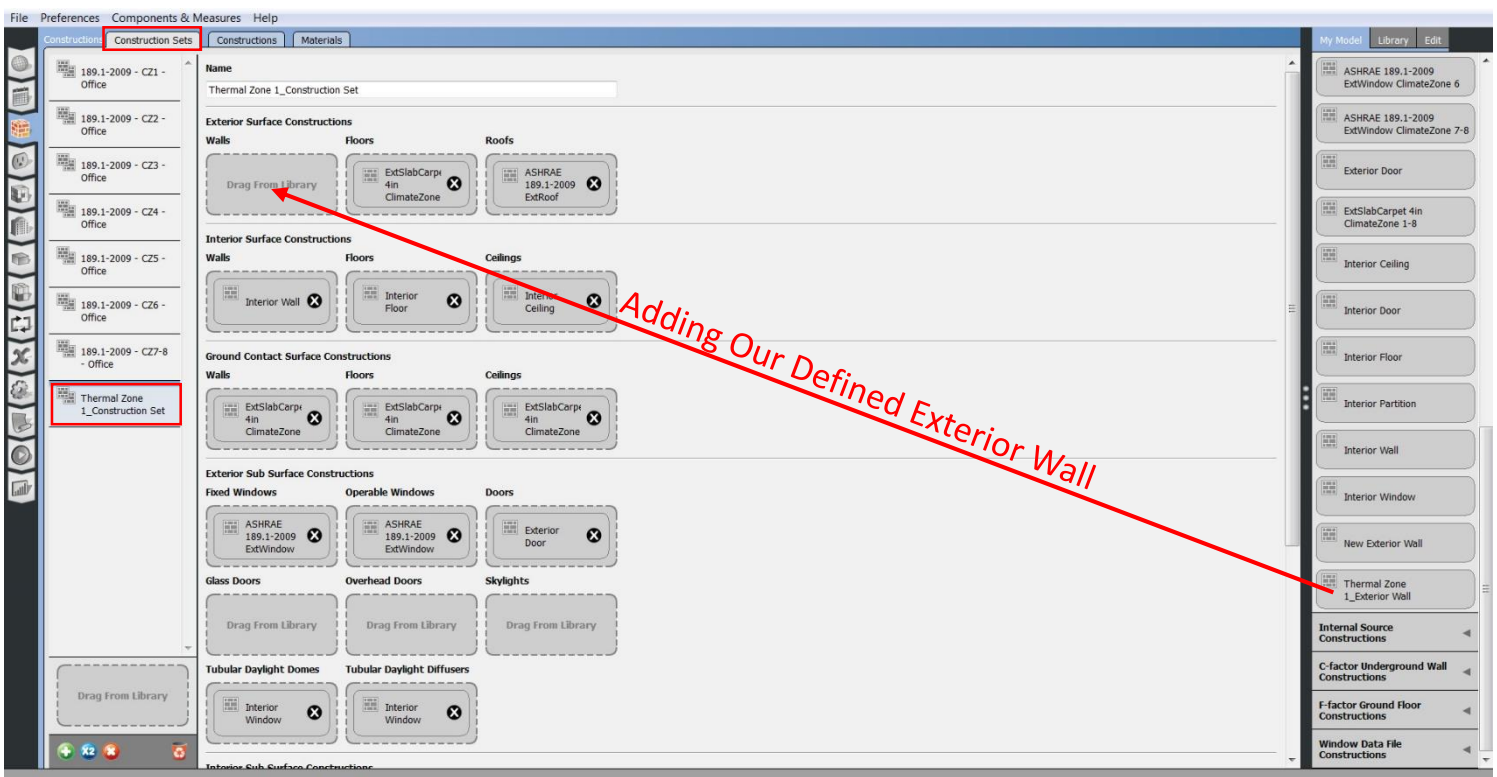 File Preferences Components & Measures Help
Constructions Construction Sets Constructions Materials
My Model Library Edit
189.1-2009 - CZ1 -
Office
189.1-2009 - CZ2 -
Office
189.1-2009 - CZ3 -
Office
189.1-2009 - CZ4 -
Office
189.1-2009 - CZ5 -
Office
189.1-2009 - CZ6 -
Office
189.1-2009 - CZ7-8
- Office
Thermal Zone
1_Construction Set
Drag From Library
X2
Name
Thermal Zone 1_Construction Set
Exterior Surface Constructions
Walls Floors Roofs
Drag From Library
ExtSlabCarpe
4in
ClimateZone
ASHRAE
189.1-2009
ExtRoof
Interior Surface Constructions
Walls Floors Ceilings
Interior Wall
Interior
Floor
Interior
Ceiling
Ground Contact Surface Constructions
Walls Floors Ceilings
ExtSlabCarpe
4in
ClimateZone
ExtSlabCarpe
4in
ClimateZone
ExtSlabCarpe
4in
ClimateZone
Exterior Sub Surface Constructions
Fixed Windows Operable Windows Doors
ASHRAE
189.1-2009
ExtWindow
ASHRAE
189.1-2009
ExtWindow
Exterior
Door
Glass Doors Overhead Doors Skylights
Drag From Library Drag From Library Drag From Library
Tubular Daylight Domes Tubular Daylight Diffusers
Interior
Window
Interior
Window
Interior Sub Surface Constructions
Adding Our Defined Exterior Wall
ASHRAE 189.1-2009
ExtWindow ClimateZone 6
ASHRAE 189.1-2009
ExtWindow ClimateZone 7-8
Exterior Door
ExtSlabCarpet 4in
ClimateZone 1-8
Interior Ceiling
Interior Door
Interior Floor
Interior Partition
Interior Wall
Interior Window
New Exterior Wall
Thermal Zone
1_Exterior Wall
Internal Source
Constructions
C-factor Underground Wall
Constructions
F-factor Ground Floor
Constructions
Window Data File
Constructions